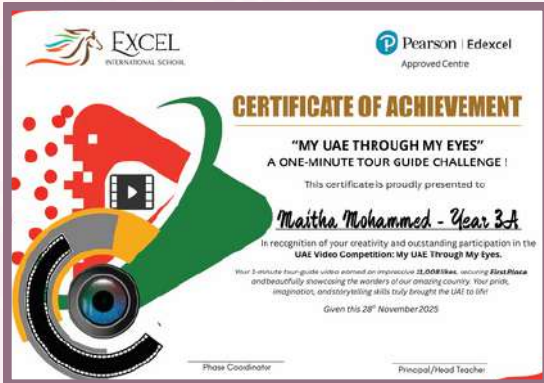 EXCEL
INTERNATIONAL SCHOOL
Pearson | Edexcel
Approved Centre
CERTIFICATE OF ACHIEVEMENT
"MY UAE THROUGH MY EYES"
A ONE-MINUTE TOUR GUIDE CHALLENGE !
This certificate is proudly presented to
Maitha Mohammed - Year 3A
In recognition of your creativity and outstanding participation in the
UAE Video Competition: My UAE Through My Eyes.
Your 1-minute tour-guide video earned an impressive 11,008 likes, securing First Place
and beautifully showcasing the wonders of our amazing country. Your pride,
imagination, and storytelling skills truly brought the UAE to life!
Given this 28th November 2025
Phase Coordinator
Principal/Head Teacher